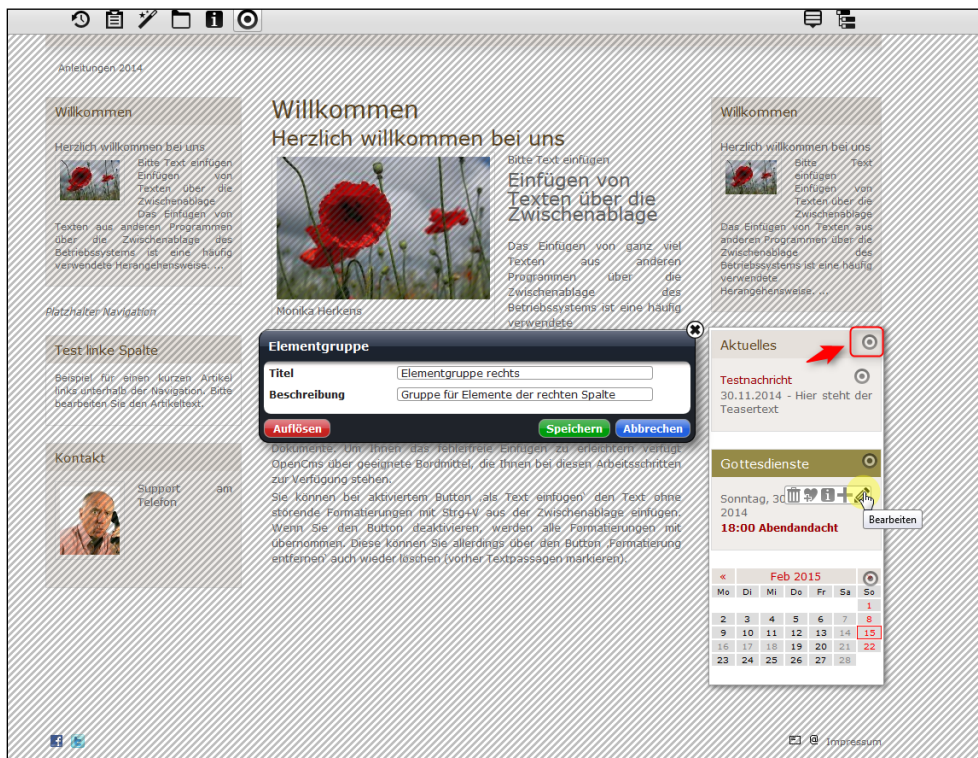 Anleitungen 2014
Willkommen
Herzlich willkommen bei uns
Bitte Text einfügen
Einfügen von
Texten über die
Zwischenablage
Das Einfügen von
Texten aus anderen Programmen
über die Zwischenablage des
Betriebssystems ist eine häufig
verwendete Herangehensweise. ...
Platzhalter Navigation
Test linke Spalte
Beispiel für einen kurzen Artikel
links unterhalb der Navigation. Bitte
bearbeiten Sie den Artikeltext.
Kontakt
Support am
Telefon
Willkommen
Herzlich willkommen bei uns
Bitte Text einfügen
Einfügen von
Texten über die
Zwischenablage
Das Einfügen von ganz viel
Texten aus anderen
Programmen über die
Zwischenablage des
Betriebssystems ist eine häufig
verwendete
Monika Herkens
Elementgruppe
Titel Elementgruppe rechts
Beschreibung Gruppe für Elemente der rechten Spalte
Auflösen Speichern Abbrechen
Dokumente. Um Ihnen das fehlerfreie Einfügen zu erleichtern verfügt
OpenCms über geeignete Bordmittel, die Ihnen bei diesen Arbeitsschritten
zur Verfügung stehen.
Sie können bei aktiviertem Button ‚als Text einfügen' den Text ohne
störende Formatierungen mit Strg+V aus der Zwischenablage einfügen.
Wenn Sie den Button deaktivieren, werden alle Formatierungen mit
übernommen. Diese können Sie allerdings über den Button ‚Formatierung
entfernen' auch wieder löschen (vorher Textpassagen markieren).
Willkommen
Herzlich willkommen bei uns
Bitte Text
einfügen
Einfügen von
Texten über die
Zwischenablage
Das Einfügen von Texten aus
anderen Programmen über die
Zwischenablage des
Betriebssystems ist eine häufig
verwendete
Herangehensweise. ...
Aktuelles
Testnachricht
30.11.2014 - Hier steht der
Teasertext
Gottesdienste
Sonntag, 30
2014
18:00 Abendandacht
Bearbeiten
« Feb 2015
Mo Di Mi Do Fr Sa So
1
2 3 4 5 6 7 8
9 10 11 12 13 14 15
16 17 18 19 20 21 22
23 24 25 26 27 28
@ Impressum